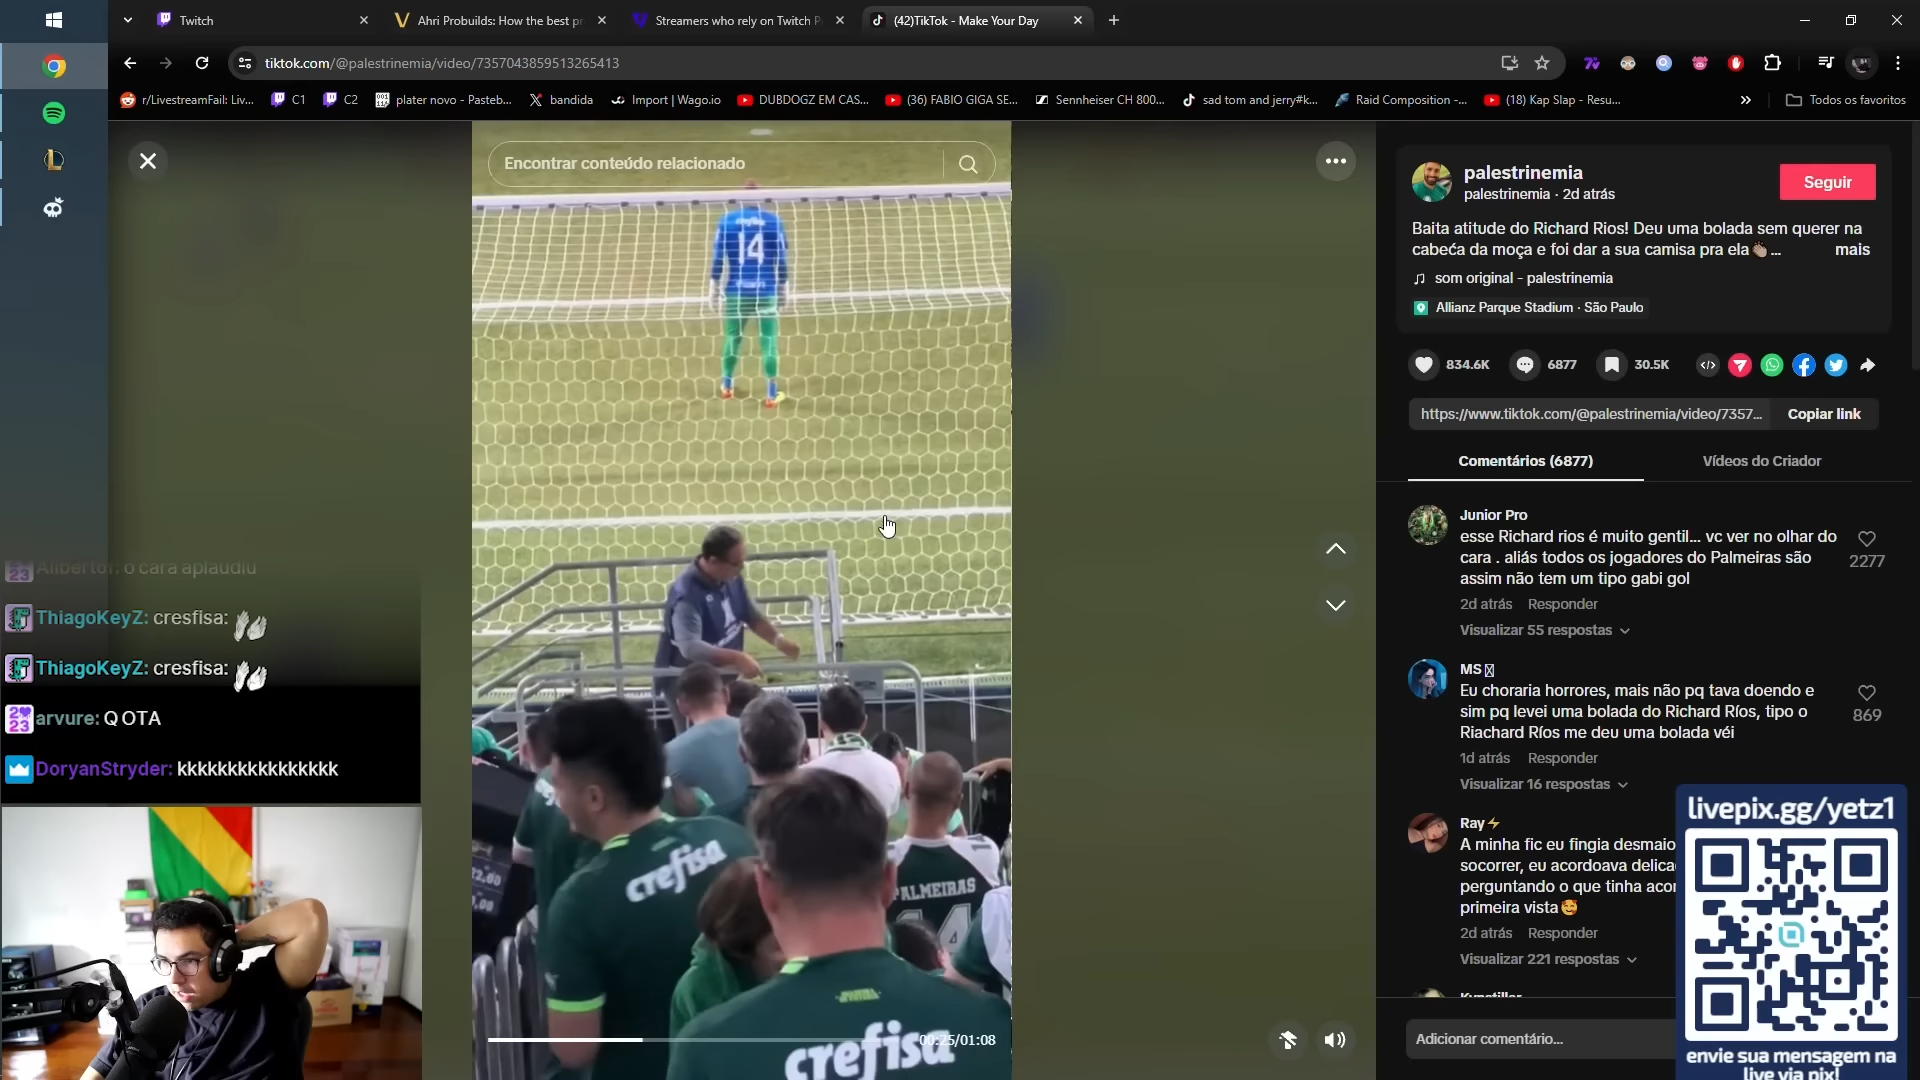 Twitch
Ahri Probuilds: How the best pr
Streamers who rely on Twitch P
(42)TikTok - Make Your Day
tiktok.com/@palestrinemia/video/7357043859513265413
r/LivestreamFail: Liv...
C1
C2
plater novo - Pasteb...
bandida
Import | Wago.io
DUBDOGZ EM CAS...
(36) FABIO GIGA SE...
Sennheiser CH 800...
sad tom and jerry#k...
Raid Composition -...
(18) Kap Slap - Resu...
Todos os favoritos
Encontrar conteúdo relacionado
14
PALMEIRAS
crefisa
crefisa
00:25/01:08
Alibertof: o cara aplaudiu
ThiagoKeyZ: cresfisa:
ThiagoKeyZ: cresfisa:
arvure: Q OTA
DoryanStryder: kkkkkkkkkkkkkkkk
palestrinemia
palestrinemia · 2d atrás
Seguir
Baita atitude do Richard Rios! Deu uma bolada sem querer na
cabeća da moça e foi dar a sua camisa pra ela👏🏽...
mais
som original - palestrinemia
Allianz Parque Stadium · São Paulo
834.6K
6877
30.5K
https://www.tiktok.com/@palestrinemia/video/7357...
Copiar link
Comentários (6877)
Vídeos do Criador
Junior Pro
esse Richard rios é muito gentil... vc ver no olhar do
cara . aliás todos os jogadores do Palmeiras são
assim não tem um tipo gabi gol
2277
2d atrás
Responder
Visualizar 55 respostas
MS
Eu choraria horrores, mais não pq tava doendo e
sim pq levei uma bolada do Richard Ríos, tipo o
Riachard Ríos me deu uma bolada véi
869
1d atrás
Responder
Visualizar 16 respostas
Ray⚡
A minha fic eu fingia desmaio
socorrer, eu acordoava delica
perguntando o que tinha acor
primeira vista🥰
2d atrás
Responder
Visualizar 221 respostas
Adicionar comentário...
livepix.gg/yetz1
envie sua mensagem na
live via pix!